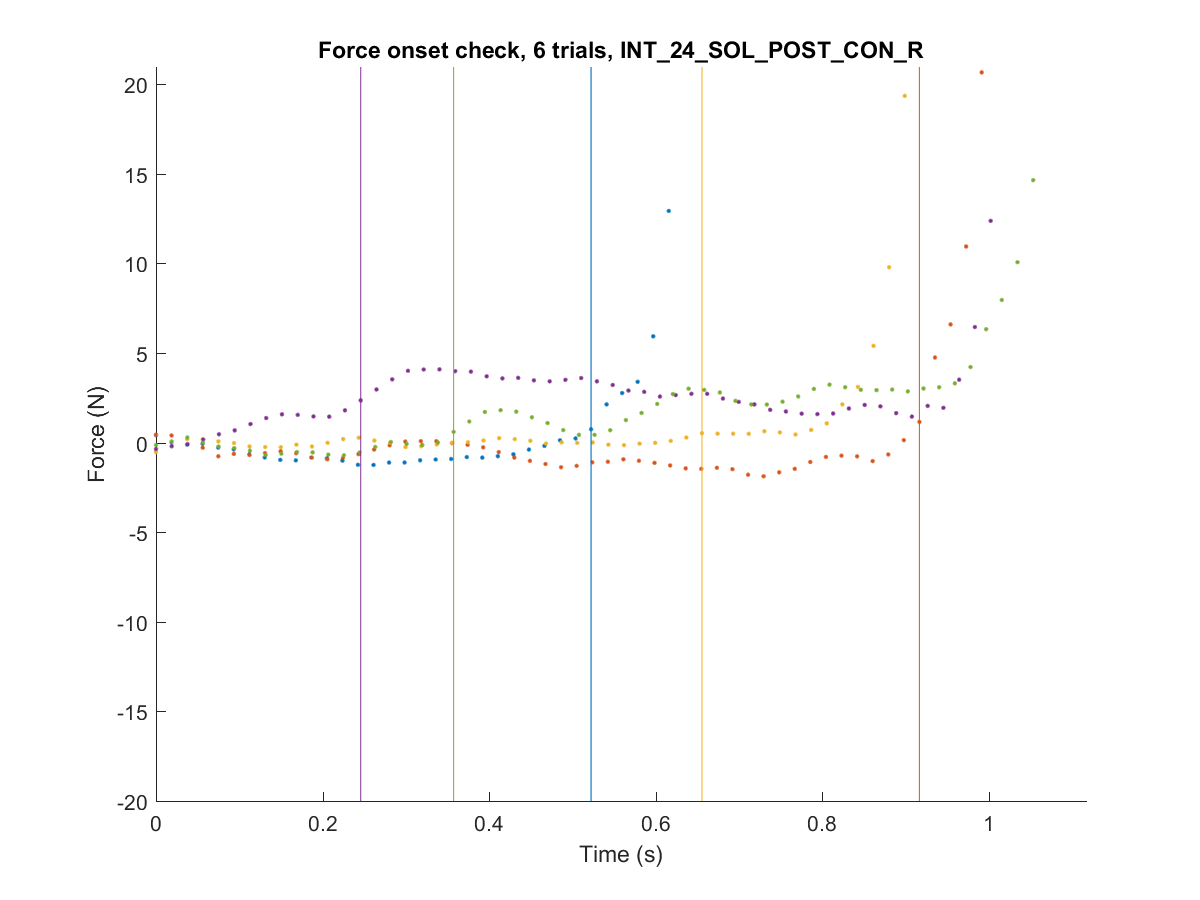 Force onset check, 6 trials, INT_24_SOL_POST_CON_R
Force (N)
20
15
10
5
0
-5
-10
-15
-20
0 0.2 0.4 0.6 0.8 1
Time (s)